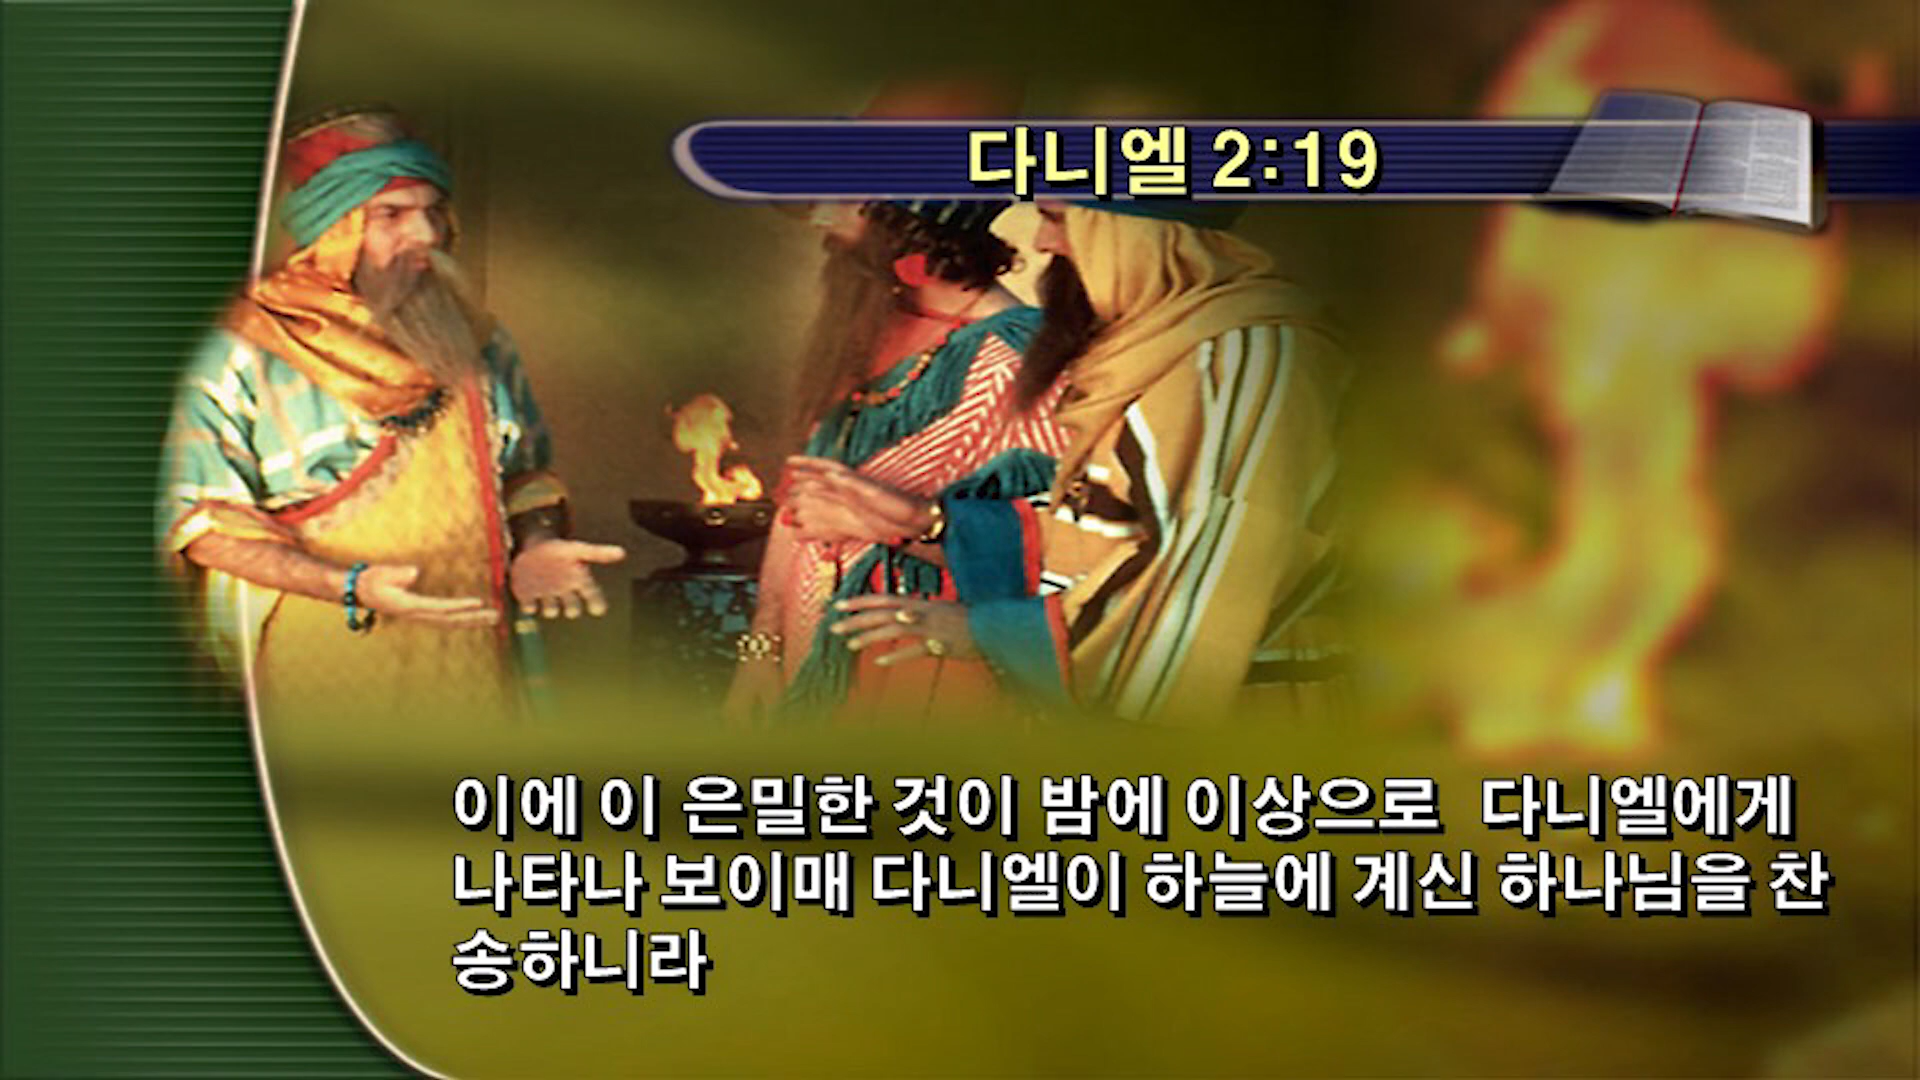 다니엘 2:19
이에 이 은밀한 것이 밤에 이상으로 다니엘에게
나타나 보이매 다니엘이 하늘에 계신 하나님을 찬
송하니라